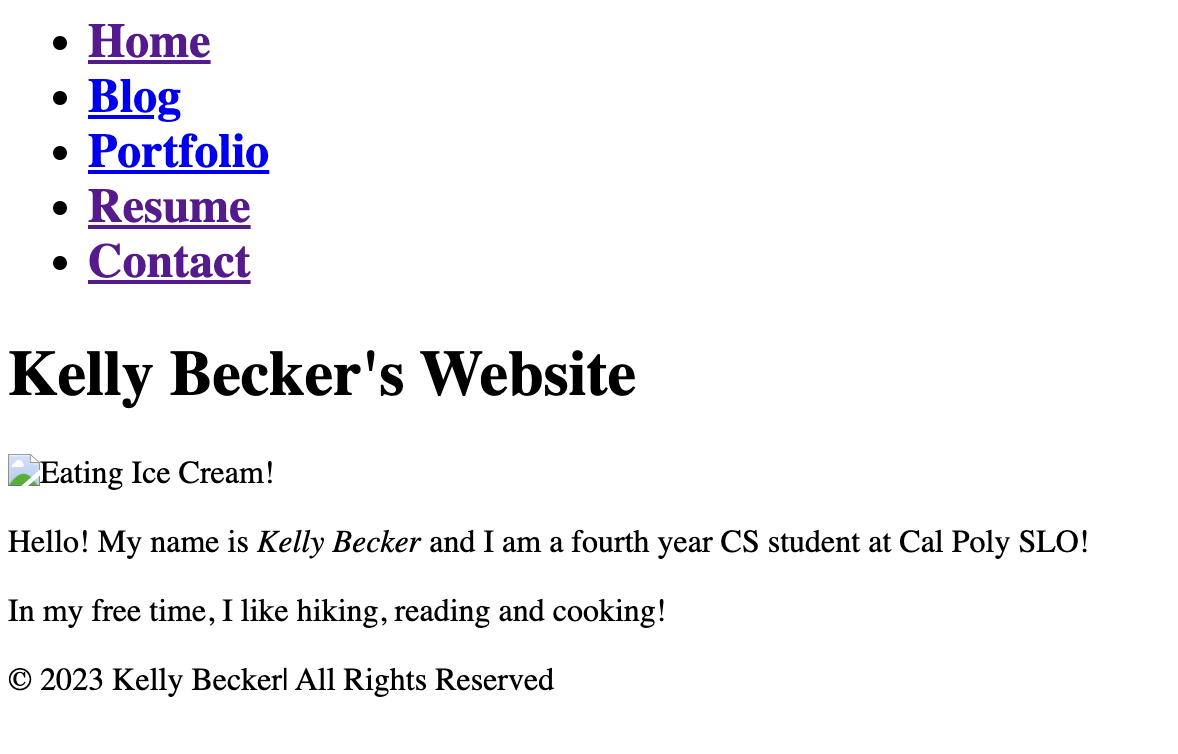 Home
Blog
Portfolio
Resume
Contact
Kelly Becker's Website
Eating Ice Cream!
Hello! My name is Kelly Becker and I am a fourth year CS student at Cal Poly SLO!
In my free time, I like hiking, reading and cooking!
© 2023 Kelly Becker| All Rights Reserved